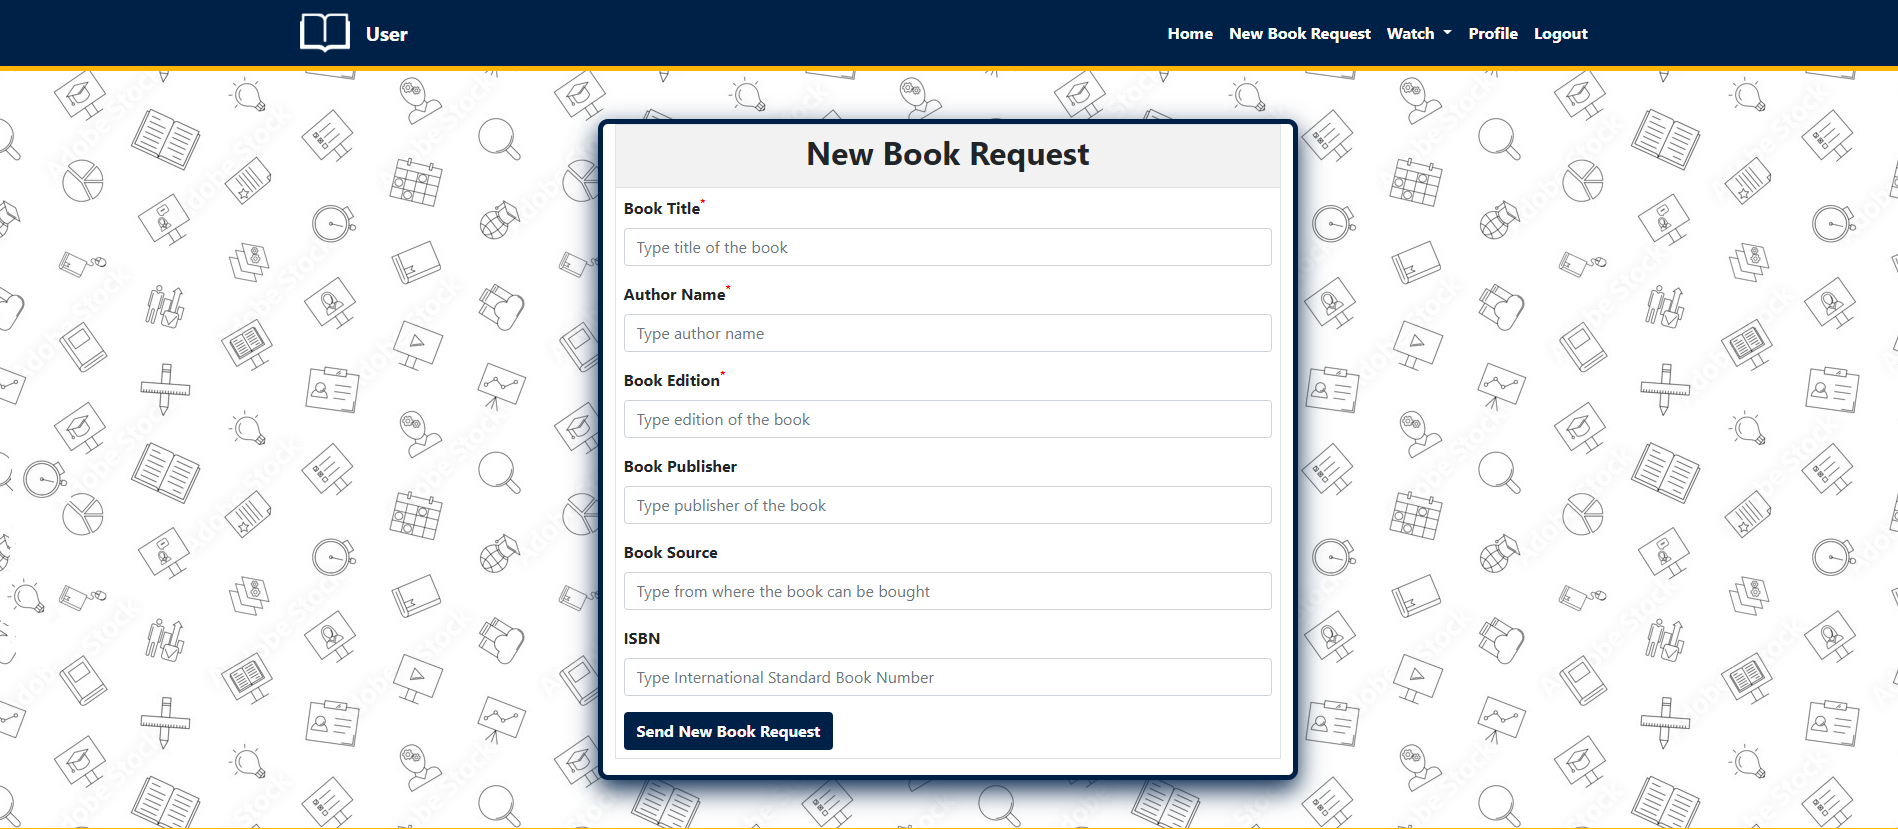 User
Home New Book Request Watch Profile Logout
New Book Request
Book Title*
Type title of the book
Author Name*
Type author name
Book Edition*
Type edition of the book
Book Publisher
Type publisher of the book
Book Source
Type from where the book can be bought
ISBN
Type International Standard Book Number
Send New Book Request